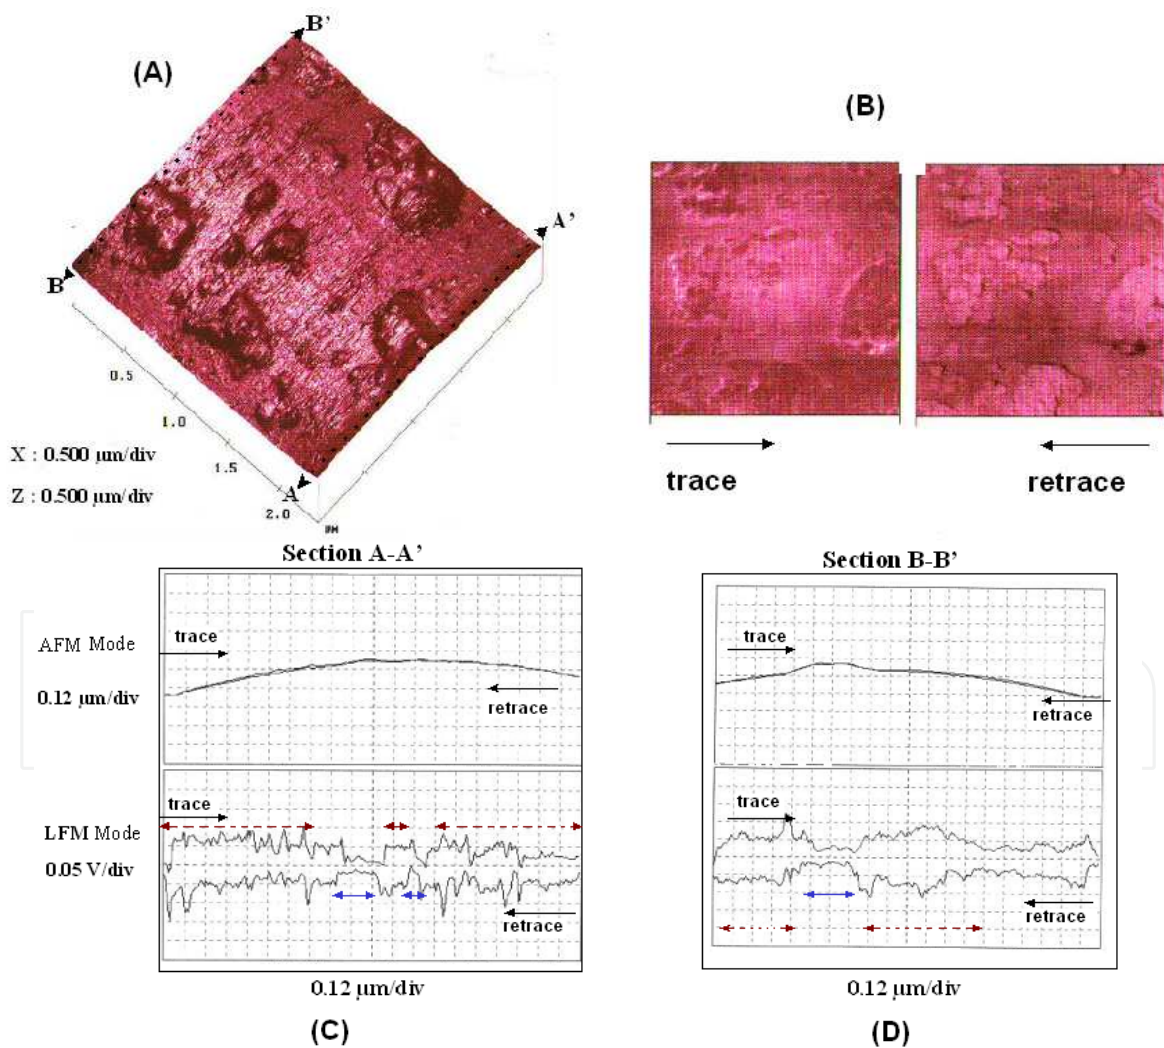 B’
(A)
A’
B
0.5
1.0
1.5
2.0
A
X : 0.500 µm/div
Z : 0.500 µm/div
(B)
trace
retrace
Section A-A’
AFM Mode
0.12 µm/div
trace
retrace
LFM Mode
0.05 V/div
trace
retrace
0.12 µm/div
(C)
Section B-B’
trace
retrace
trace
retrace
0.12 µm/div
(D)